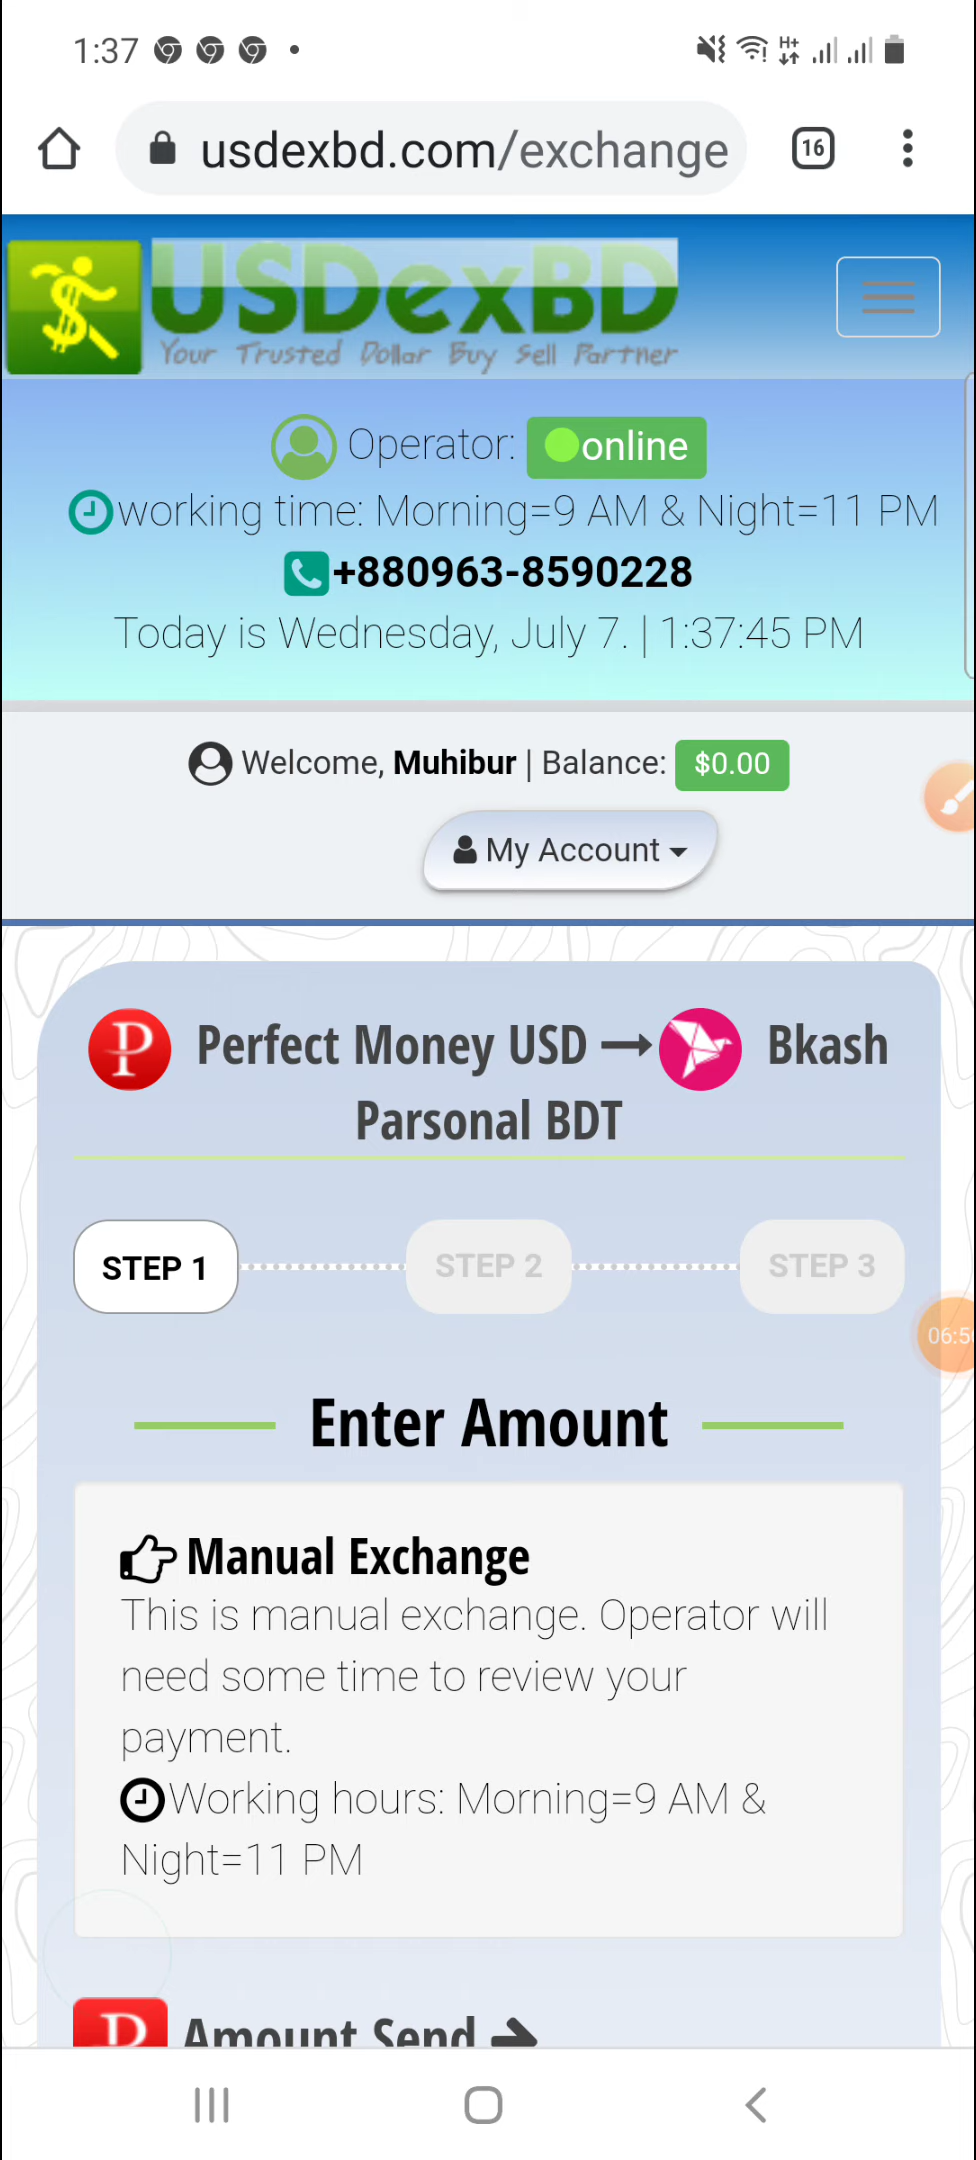 1:37
usdexbd.com/exchange
16
USDexBD
Your Trusted Dollar Buy Sell Partner
Operator: online
working time: Morning=9 AM & Night=11 PM
+880963-8590228
Today is Wednesday, July 7. | 1:37:45 PM
Welcome, Muhibur | Balance: $0.00
My Account
Perfect Money USD → Bkash
Parsonal BDT
STEP 1 STEP 2 STEP 3
Enter Amount
Manual Exchange
This is manual exchange. Operator will
need some time to review your
payment.
Working hours: Morning=9 AM &
Night=11 PM
Amount Send